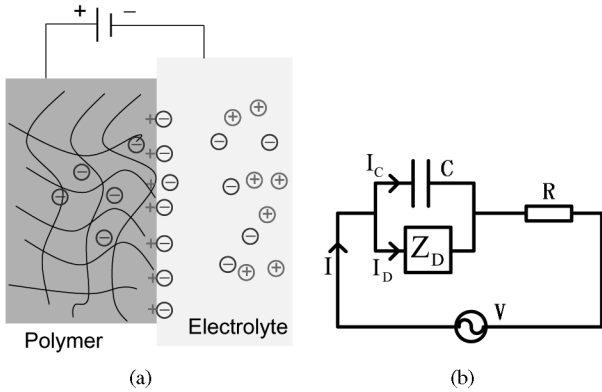 + −
Polymer
Electrolyte
(a)
I_C C
R
Z_D
I I_D
V
(b)